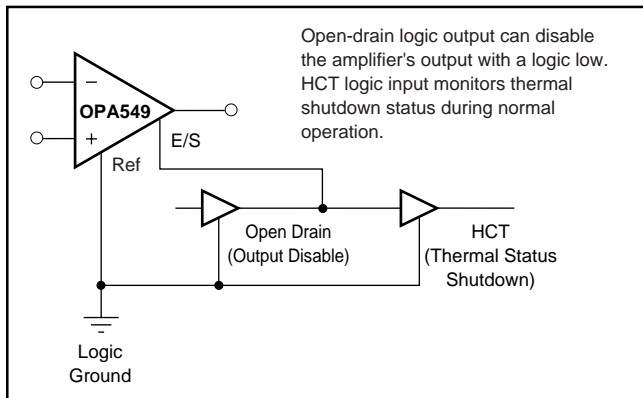 Open-drain logic output can disable
the amplifier's output with a logic low.
HCT logic input monitors thermal
shutdown status during normal
operation.
–
OPA549
+
E/S
Ref
Open Drain
(Output Disable)
HCT
(Thermal Status
Shutdown)
Logic
Ground